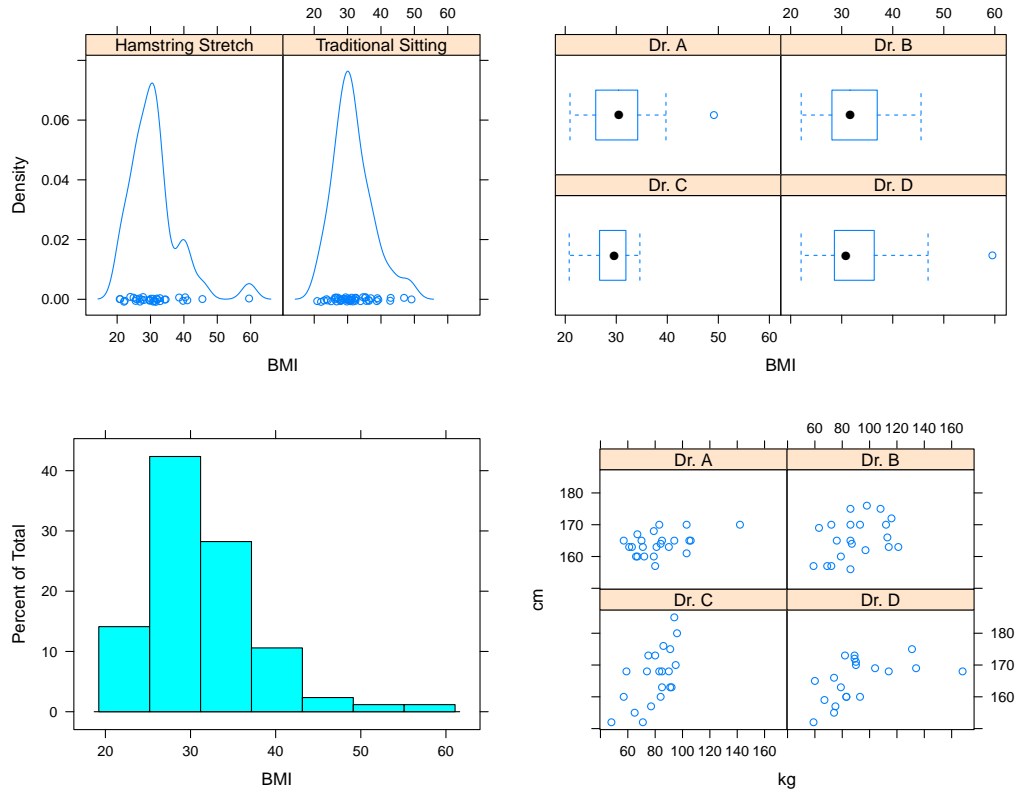 20 30 40 50 60
Hamstring Stretch Traditional Sitting
Density
0.06
0.04
0.02
0.00
20 30 40 50 60
BMI
20 30 40 50 60
Dr. A Dr. B
Dr. C Dr. D
20 30 40 50 60
BMI
Percent of Total
40
30
20
10
0
20 30 40 50 60
BMI
60 80 100 120 140 160
Dr. A Dr. B
180
170
160
cm
Dr. C Dr. D
180
170
160
60 80 100 120 140 160
kg